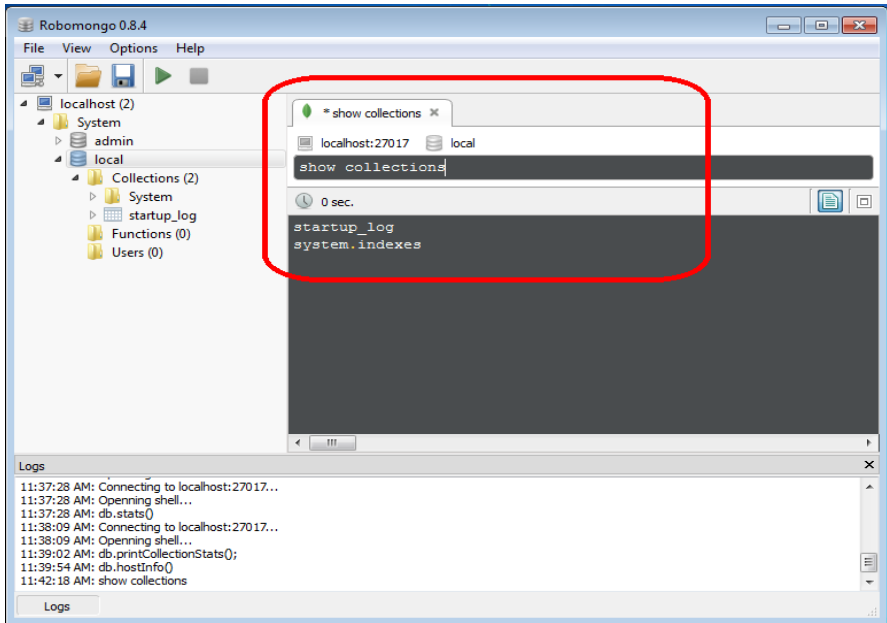 Robomongo 0.8.4
File View Options Help
localhost (2)
System
admin
local
Collections (2)
System
startup_log
Functions (0)
Users (0)
* show collections
localhost:27017 local
show collections
0 sec.
startup_log
system.indexes
Logs
11:37:28 AM: Connecting to localhost:27017...
11:37:28 AM: Openning shell...
11:37:28 AM: db.stats()
11:38:09 AM: Connecting to localhost:27017...
11:38:09 AM: Openning shell...
11:39:02 AM: db.printCollectionStats();
11:39:54 AM: db.hostInfo()
11:42:18 AM: show collections
Logs